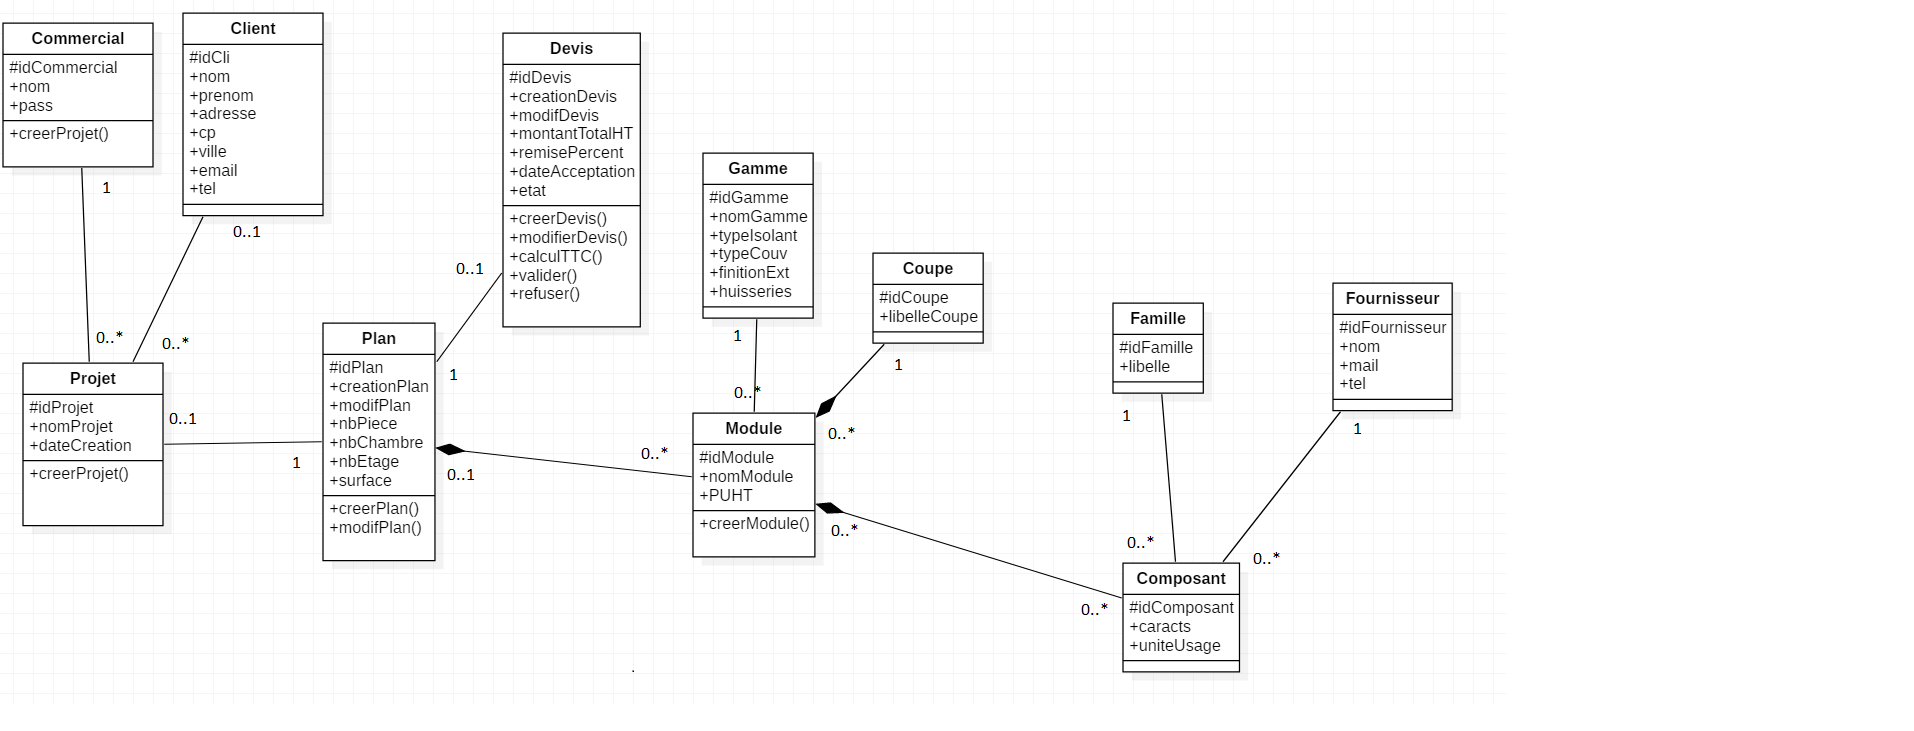 Commercial
#idCommercial
+nom
+pass
+creerProjet()
1
0..*
Client
#idCli
+nom
+prenom
+adresse
+cp
+ville
+email
+tel
0..1
0..*
Projet
#idProjet
+nomProjet
+dateCreation
+creerProjet()
0..1
1
Plan
#idPlan
+creationPlan
+modifPlan
+nbPiece
+nbChambre
+nbEtage
+surface
+creerPlan()
+modifPlan()
1
0..1
Devis
#idDevis
+creationDevis
+modifDevis
+montantTotalHT
+remisePercent
+dateAcceptation
+etat
+creerDevis()
+modifierDevis()
+calculTTC()
+valider()
+refuser()
0..1
0..*
Gamme
#idGamme
+nomGamme
+typeIsolant
+typeCouv
+finitionExt
+huisseries
1
0..*
Module
#idModule
+nomModule
+PUHT
+creerModule()
Coupe
#idCoupe
+libelleCoupe
1
0..*
0..*
0..*
Famille
#idFamille
+libelle
1
0..*
Fournisseur
#idFournisseur
+nom
+mail
+tel
1
0..*
Composant
#idComposant
+caracts
+uniteUsage
.